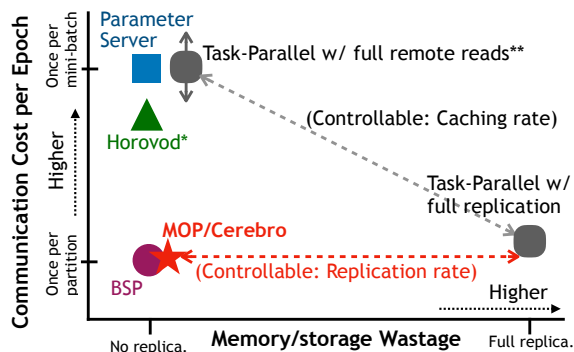 Communication Cost per Epoch
Once per
mini-batch
Higher
Once per
partition
Parameter
Server
Task-Parallel w/ full remote reads**
(Controllable: Caching rate)
Horovod*
Task-Parallel w/
full replication
MOP/Cerebro
(Controllable: Replication rate)
BSP
Higher
No replica.
Memory/storage Wastage
Full replica.